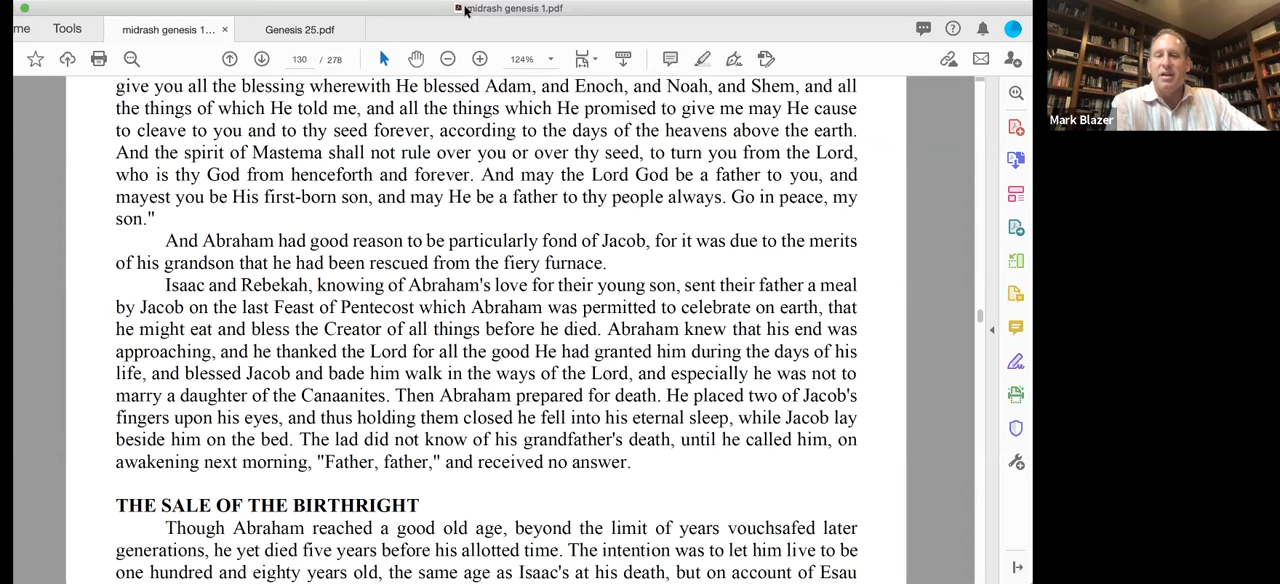 midrash genesis 1.pdf
me Tools midrash genesis 1... × Genesis 25.pdf
130 / 278 124%
Mark Blazer
give you all the blessing wherewith He blessed Adam, and Enoch, and Noah, and Shem, and all
the things of which He told me, and all the things which He promised to give me may He cause
to cleave to you and to thy seed forever, according to the days of the heavens above the earth.
And the spirit of Mastema shall not rule over you or over thy seed, to turn you from the Lord,
who is thy God from henceforth and forever. And may the Lord God be a father to you, and
mayest you be His first-born son, and may He be a father to thy people always. Go in peace, my
son."
And Abraham had good reason to be particularly fond of Jacob, for it was due to the merits
of his grandson that he had been rescued from the fiery furnace.
Isaac and Rebekah, knowing of Abraham's love for their young son, sent their father a meal
by Jacob on the last Feast of Pentecost which Abraham was permitted to celebrate on earth, that
he might eat and bless the Creator of all things before he died. Abraham knew that his end was
approaching, and he thanked the Lord for all the good He had granted him during the days of his
life, and blessed Jacob and bade him walk in the ways of the Lord, and especially he was not to
marry a daughter of the Canaanites. Then Abraham prepared for death. He placed two of Jacob's
fingers upon his eyes, and thus holding them closed he fell into his eternal sleep, while Jacob lay
beside him on the bed. The lad did not know of his grandfather's death, until he called him, on
awakening next morning, "Father, father," and received no answer.
THE SALE OF THE BIRTHRIGHT
Though Abraham reached a good old age, beyond the limit of years vouchsafed later
generations, he yet died five years before his allotted time. The intention was to let him live to be
one hundred and eighty years old, the same age as Isaac's at his death, but on account of Esau